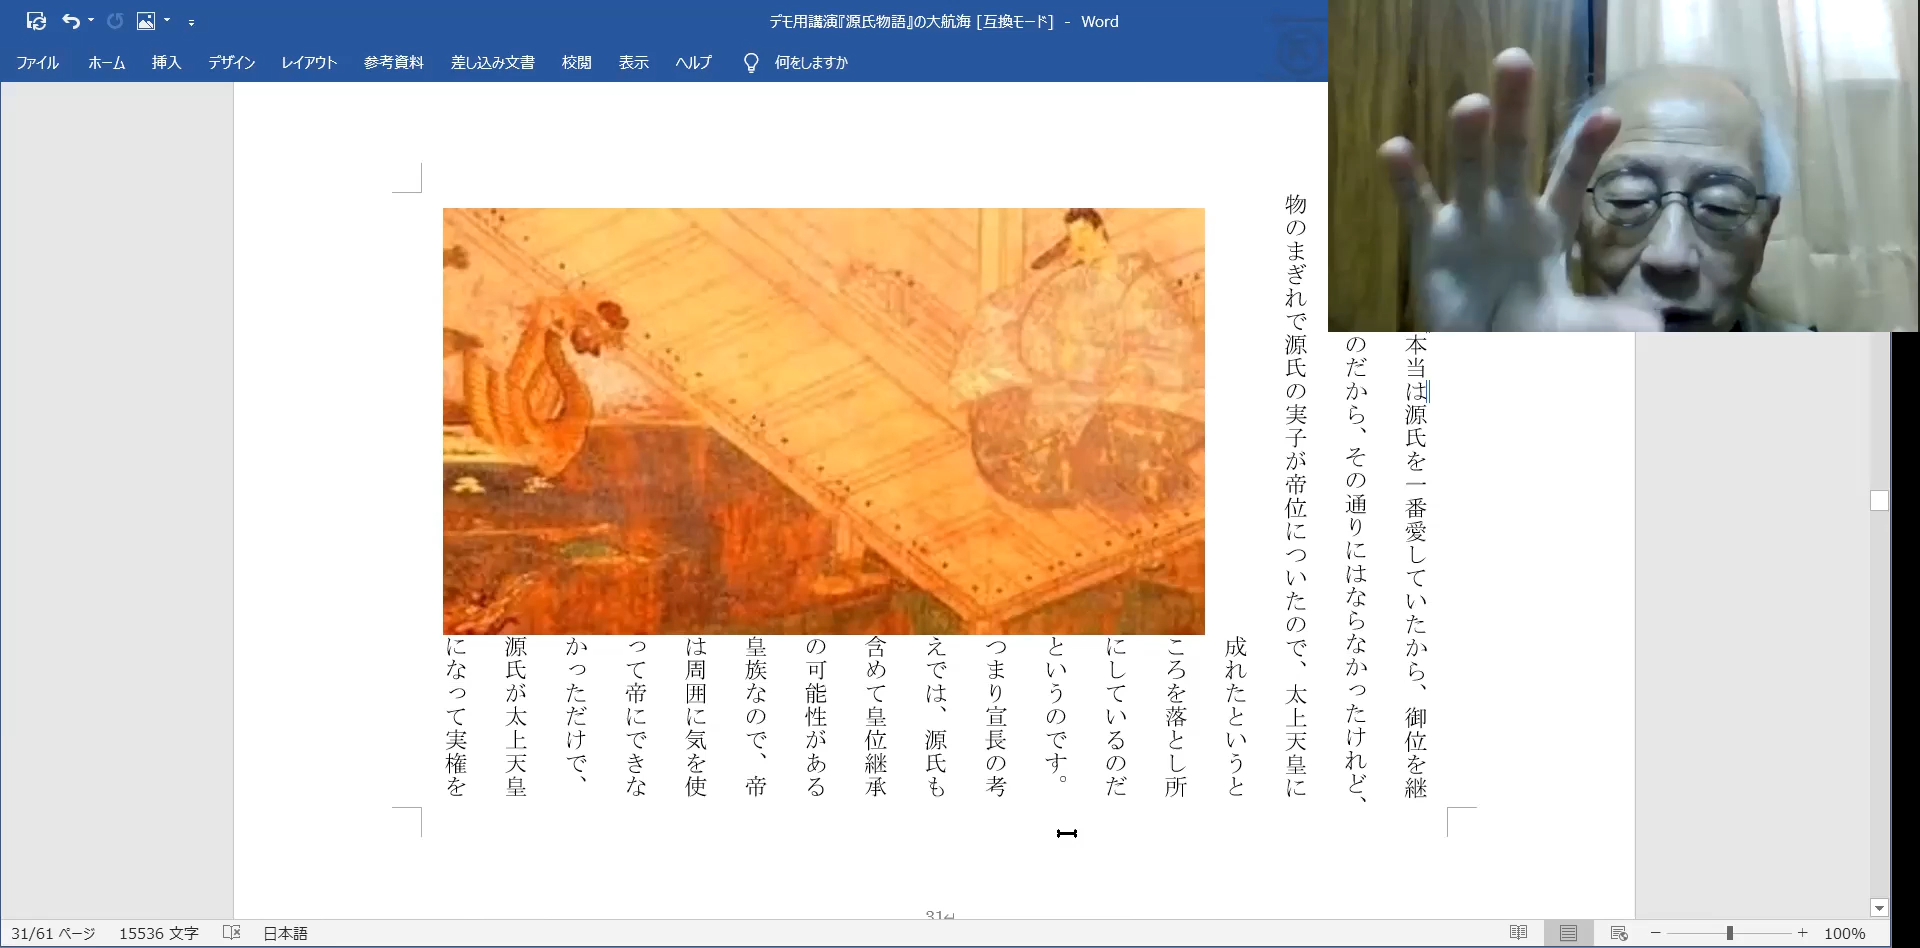 デモ用講演『源氏物語』の大航海 [互換モード] - Word
ファイル ホーム 挿入 デザイン レイアウト 参考資料 差し込み文書 校閲 表示 ヘルプ 何をしますか
本当は源氏を一番愛していたから、御位を継
のだから、その通りにはならなかったけれど、
物のまぎれで源氏の実子が帝位についたので、太上天皇に
成れたというと
ころを落とし所
にしているのだ
というのです。
つまり宣長の考
えでは、源氏も
含めて皇位継承
の可能性がある
皇族なので、帝
は周囲に気を使
って帝にできな
かっただけで、
源氏が太上天皇
になって実権を
31
31/61 ページ 15536 文字 日本語 100%